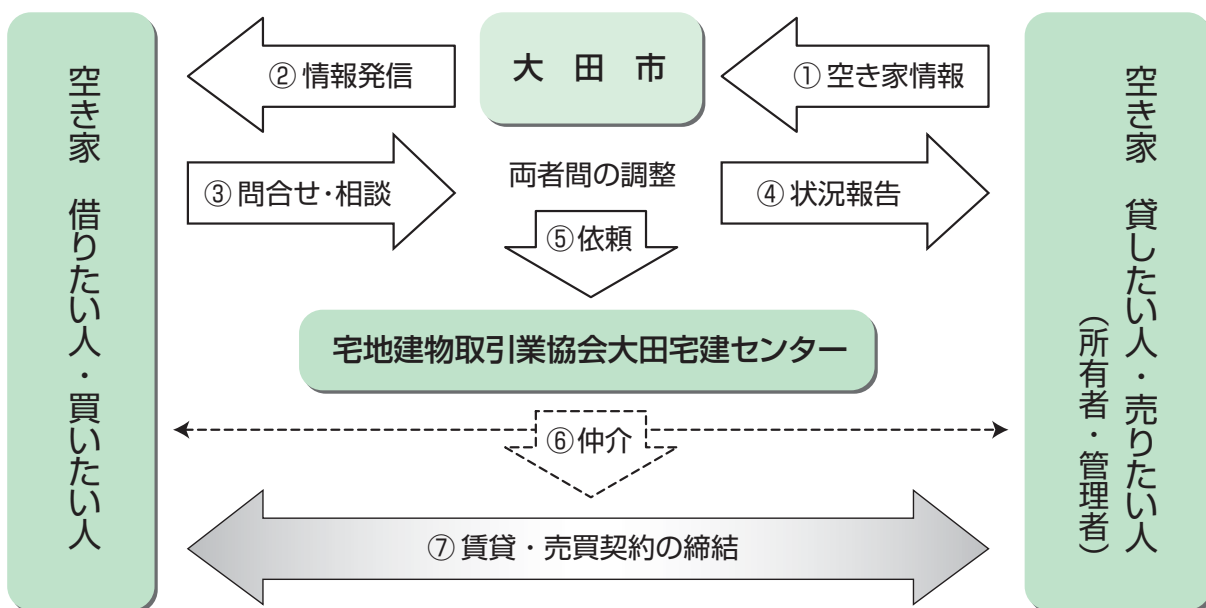 空き家　借りたい人・買いたい人
② 情報発信
大　田　市
① 空き家情報
③ 問合せ・相談
両者間の調整
④ 状況報告
⑤ 依頼
宅地建物取引業協会大田宅建センター
⑥ 仲介
⑦ 賃貸・売買契約の締結
空き家　貸したい人・売りたい人
（所有者・管理者）